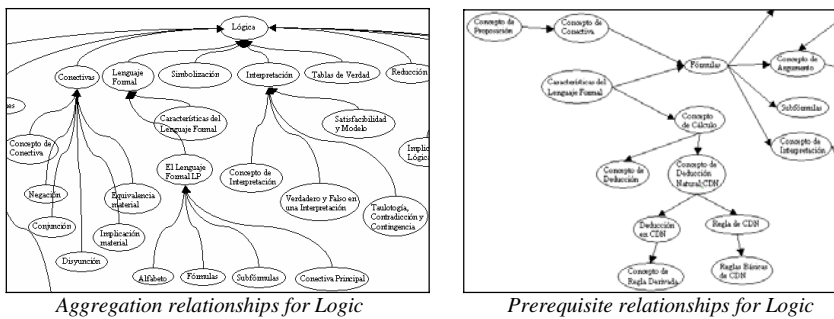 Lógica
Conectivas
Lenguaje
Formal
Simbolización
Interpretación
Tablas de Verdad
Reducción
Características del
Lenguaje Formal
Satisfacibilidad
y Modelo
Concepto de
Conectiva
El Lenguaje
Formal LP
Concepto de
Interpretación
Implic
Lógica
Negación
Equivalencia
material
Verdadero y Falso en
una Interpretación
Tautología,
Contradicción y
Contingencia
Conjunción
Implicación
material
Disyunción
Alfabeto
Fórmulas
Subfórmulas
Conectiva Principal
Aggregation relationships for Logic
Concepto de
Proposición
Concepto de
Conectiva
Fórmulas
Concepto de
Argumento
Características del
Lenguaje Formal
Subfórmulas
Concepto
de Cálculo
Concepto de
Interpretación
Concepto de
Deducción
Concepto de
Deducción
Natural;CDN
Deducción
en CDN
Regla de CDN
Concepto de
Regla Derivada
Reglas Básicas
de CDN
Prerequisite relationships for Logic